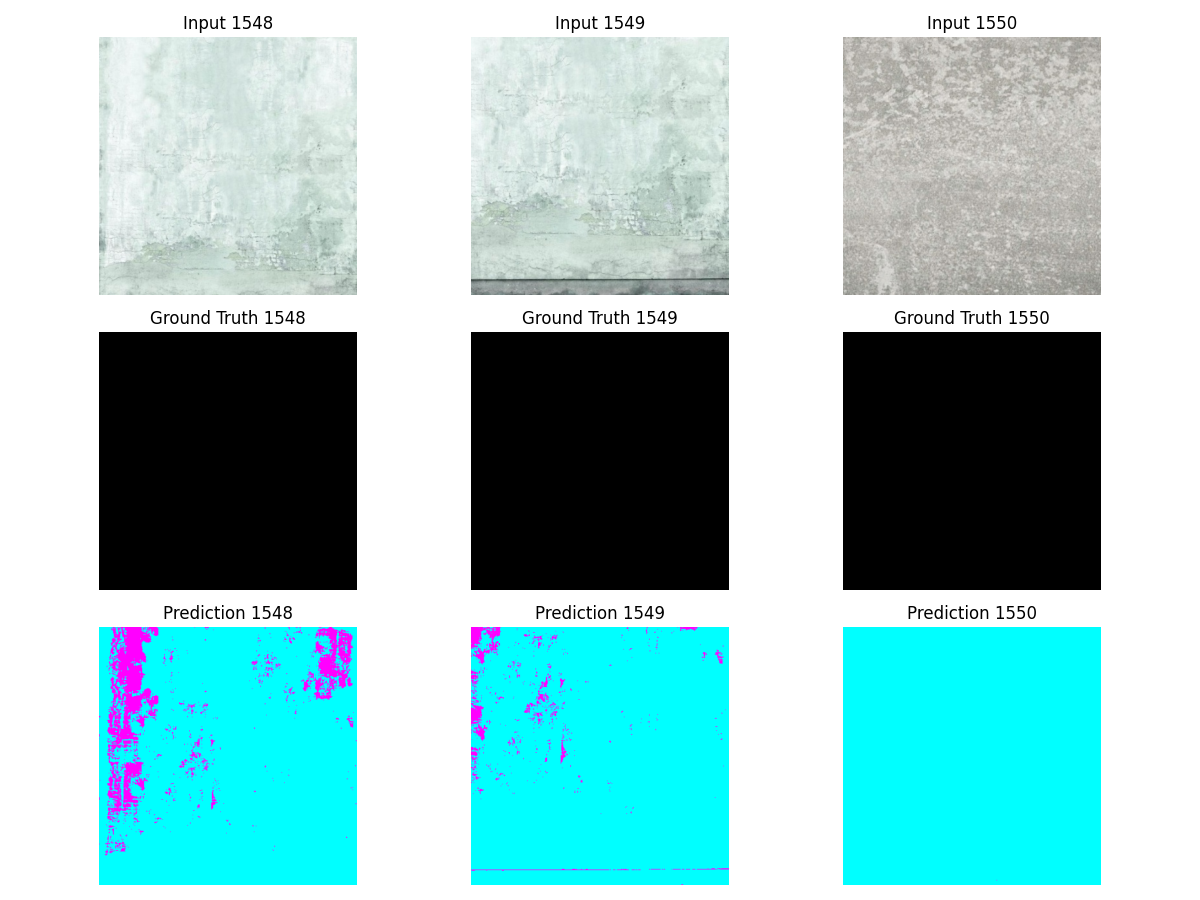 Input 1548
Input 1549
Input 1550
Ground Truth 1548
Ground Truth 1549
Ground Truth 1550
Prediction 1548
Prediction 1549
Prediction 1550